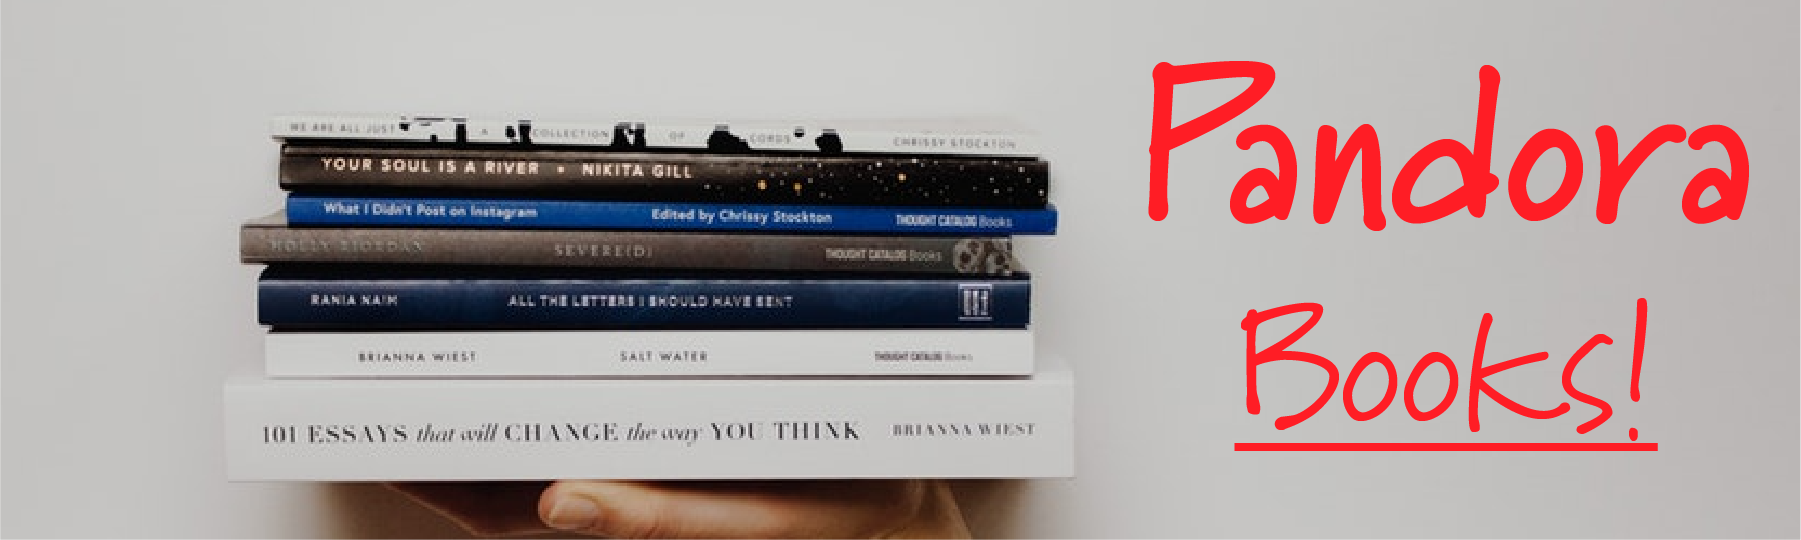 WE ARE ALL JUST A COLLECTION OF CORDS CHRISSY STOCKTON
YOUR SOUL IS A RIVER • NIKITA GILL
What I Didn't Post on Instagram Edited by Chrissy Stockton THOUGHT CATALOG Books
HOLLY RIORDAN SEVERE(D) THOUGHT CATALOG Books
RANIA NAIM ALL THE LETTERS I SHOULD HAVE SENT
BRIANNA WIEST SALT WATER THOUGHT CATALOG Books
101 ESSAYS that will CHANGE the way YOU THINK BRIANNA WIEST
Pandora
Books!